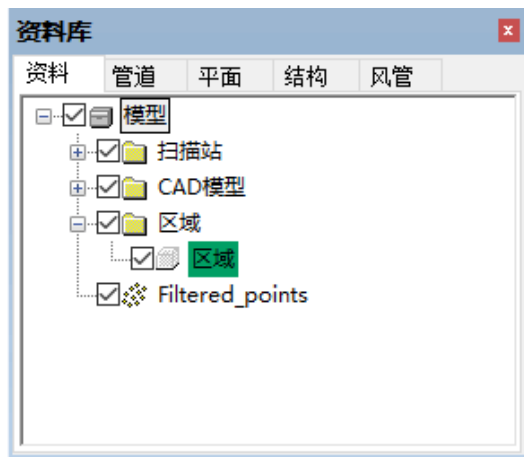 资料库
资料 管道 平面 结构 风管
模型
扫描站
CAD模型
区域
区域
Filtered_points